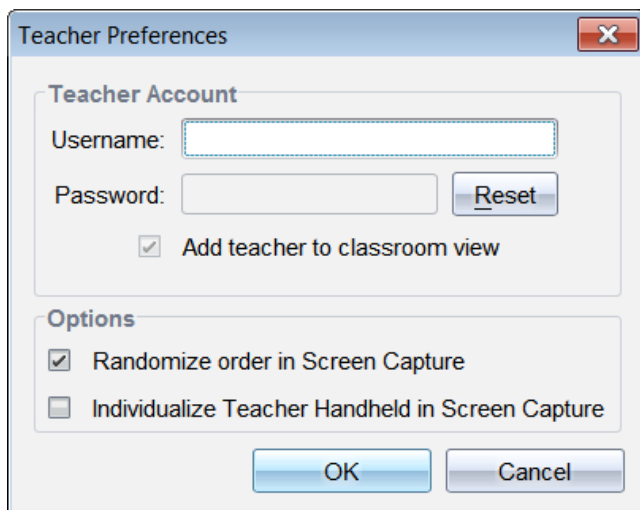 Teacher Preferences
Teacher Account
Username:
Password:
Reset
Add teacher to classroom view
Options
Randomize order in Screen Capture
Individualize Teacher Handheld in Screen Capture
OK
Cancel